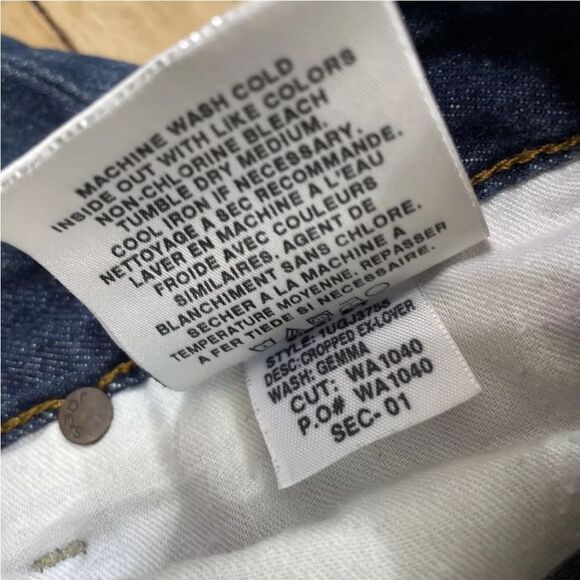 MACHINE WASH COLD
INSIDE OUT WITH LIKE COLORS
NON-CHLORINE BLEACH
TUMBLE DRY MEDIUM.
COOL IRON IF NECESSARY.
NETTOYAGE A SEC RECOMMANDE.
LAVER EN MACHINE A L'EAU
FROIDE AVEC COULEURS
SIMILAIRES. AGENT DE
BLANCHIMENT SANS CHLORE.
SECHER A LA MACHINE A
TEMPERATURE MOYENNE. REPASSER
A FER TIEDE SI NECESSAIRE.
STYLE:
DESC: CROPPED EX-LOVER
WASH: GEMMA
CUT: WA1040
P.O# WA1040
SEC- 01